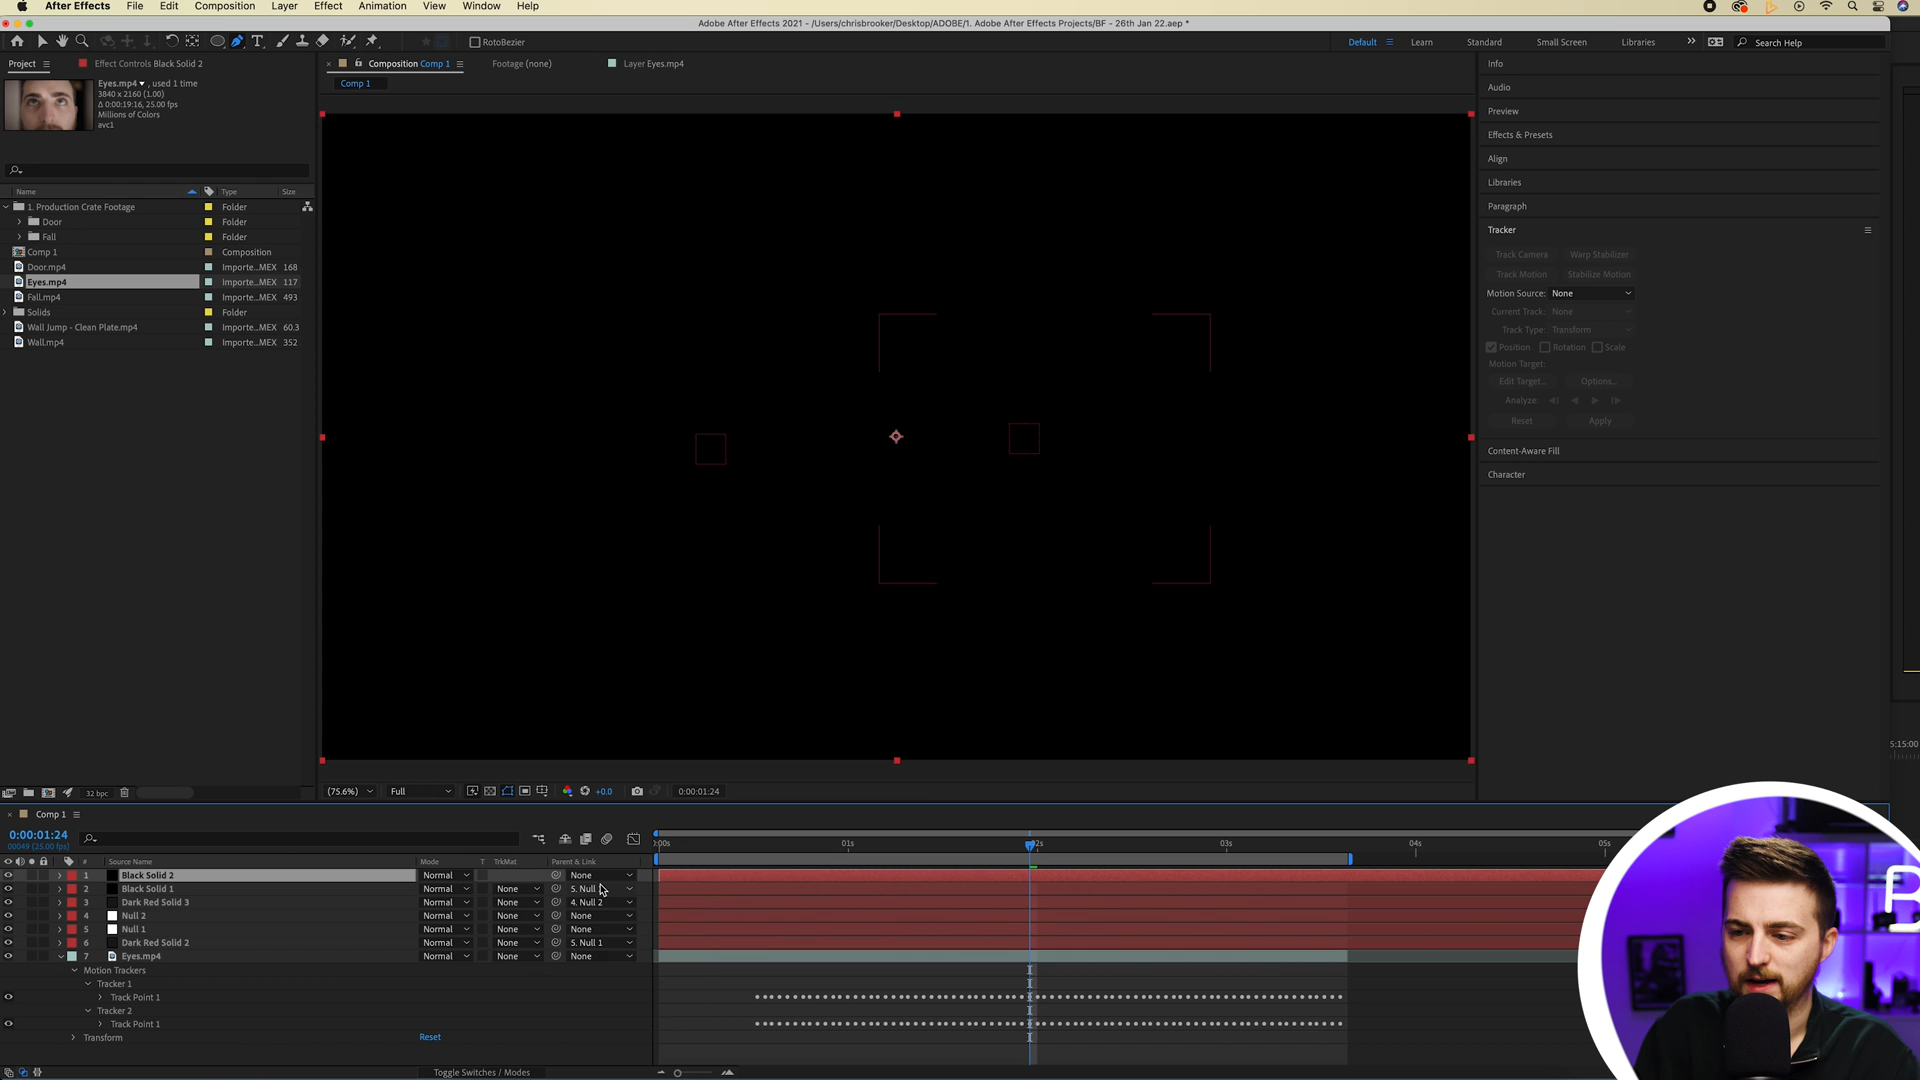 After Effects File Edit Composition Layer Effect Animation View Window Help
Adobe After Effects 2021 - /Users/chrisbrooker/Desktop/ADOBE/1. Adobe After Effects Projects/BF - 26th Jan 22.aep *
RotoBezier
Default Learn Standard Small Screen Libraries Search Help
Project Effect Controls Black Solid 2
Composition Comp 1 Footage (none) Layer Eyes.mp4
Comp 1
Eyes.mp4 , used 1 time
3840 x 2160 (1.00)
Δ 0:00:19:16, 25.00 fps
Millions of Colors
avc1
Name Type Size
1. Production Crate Footage Folder
Door Folder
Fall Folder
Comp 1 Composition
Door.mp4 Importe...MEX 168
Eyes.mp4 Importe...MEX 117
Fall.mp4 Importe...MEX 493
Solids Folder
Wall Jump - Clean Plate.mp4 Importe...MEX 60.3
Wall.mp4 Importe...MEX 352
32 bpc
Info
Audio
Preview
Effects & Presets
Align
Libraries
Paragraph
Tracker
Track Camera Warp Stabilizer
Track Motion Stabilize Motion
Motion Source: None
Current Track: None
Track Type: Transform
Position Rotation Scale
Motion Target:
Edit Target... Options...
Analyze:
Reset Apply
Content-Aware Fill
Character
5:15:00
(75.6%) Full +0.0 0:00:01:24
Comp 1
0:00:01:24
00049 (25.00 fps)
:00s 01s 02s 03s 04s 05s
# Source Name Mode T TrkMat Parent & Link
1 Black Solid 2 Normal None
2 Black Solid 1 Normal None 5. Null
3 Dark Red Solid 3 Normal None 4. Null 2
4 Null 2 Normal None None
5 Null 1 Normal None None
6 Dark Red Solid 2 Normal None 5. Null 1
7 Eyes.mp4 Normal None None
Motion Trackers
Tracker 1
Track Point 1
Tracker 2
Track Point 1
Transform Reset
Toggle Switches / Modes